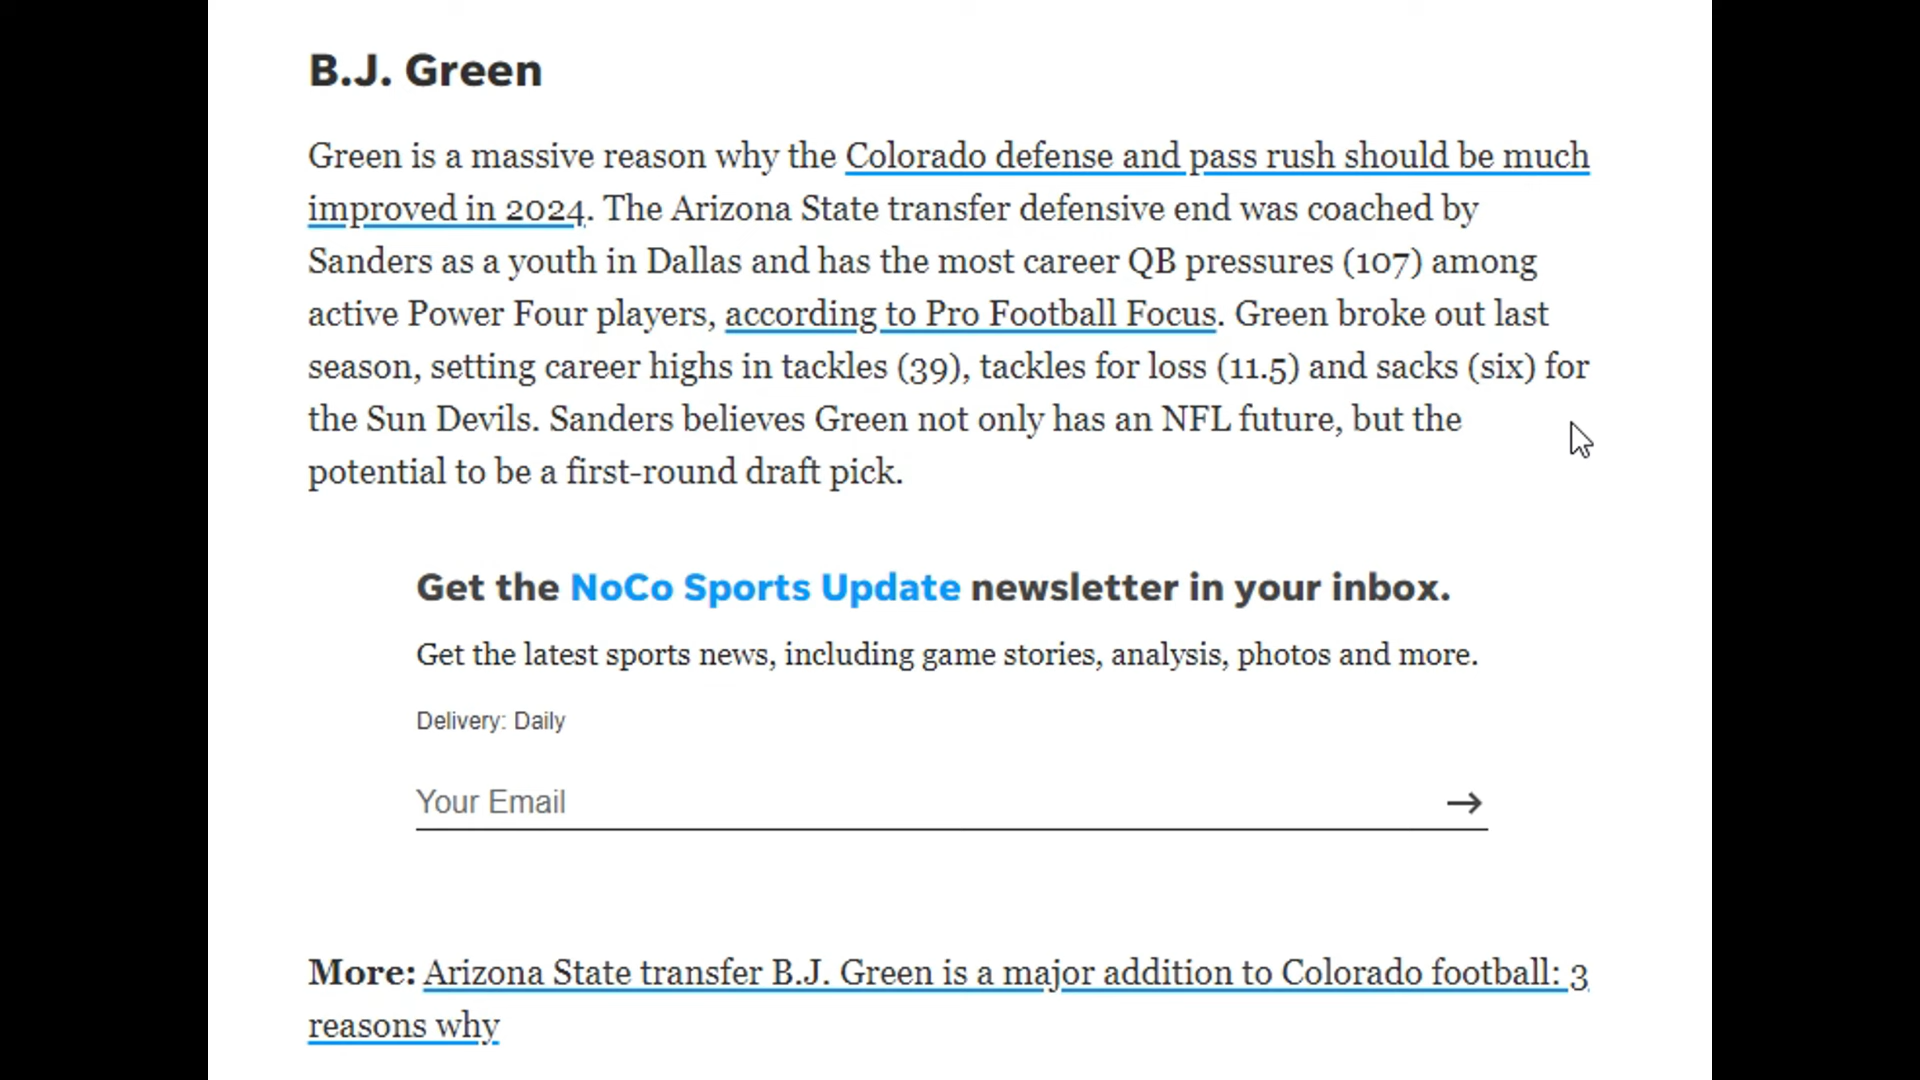 B.J. Green
Green is a massive reason why the Colorado defense and pass rush should be much
improved in 2024. The Arizona State transfer defensive end was coached by
Sanders as a youth in Dallas and has the most career QB pressures (107) among
active Power Four players, according to Pro Football Focus. Green broke out last
season, setting career highs in tackles (39), tackles for loss (11.5) and sacks (six) for
the Sun Devils. Sanders believes Green not only has an NFL future, but the
potential to be a first-round draft pick.
Get the NoCo Sports Update newsletter in your inbox.
Get the latest sports news, including game stories, analysis, photos and more.
Delivery: Daily
Your Email
More: Arizona State transfer B.J. Green is a major addition to Colorado football: 3
reasons why